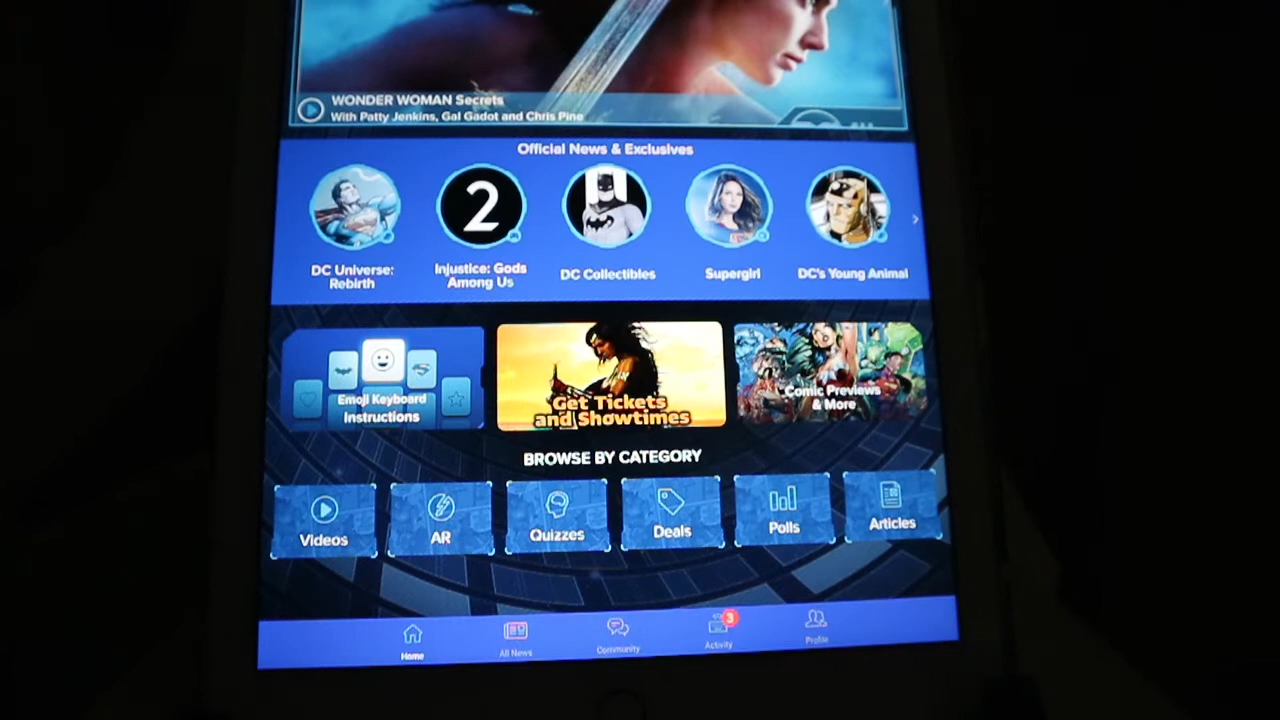 WONDER WOMAN Secrets
With Patty Jenkins, Gal Gadot and Chris Pine
Official News & Exclusives
2
DC Universe:
Rebirth
Injustice: Gods
Among Us
DC Collectibles
Supergirl
DC's Young Animal
Emoji Keyboard
Instructions
Get Tickets
and Showtimes
Comic Previews
& More
BROWSE BY CATEGORY
Videos
AR
Quizzes
Deals
Polls
Articles
3
Home
All News
Community
Activity
Profile